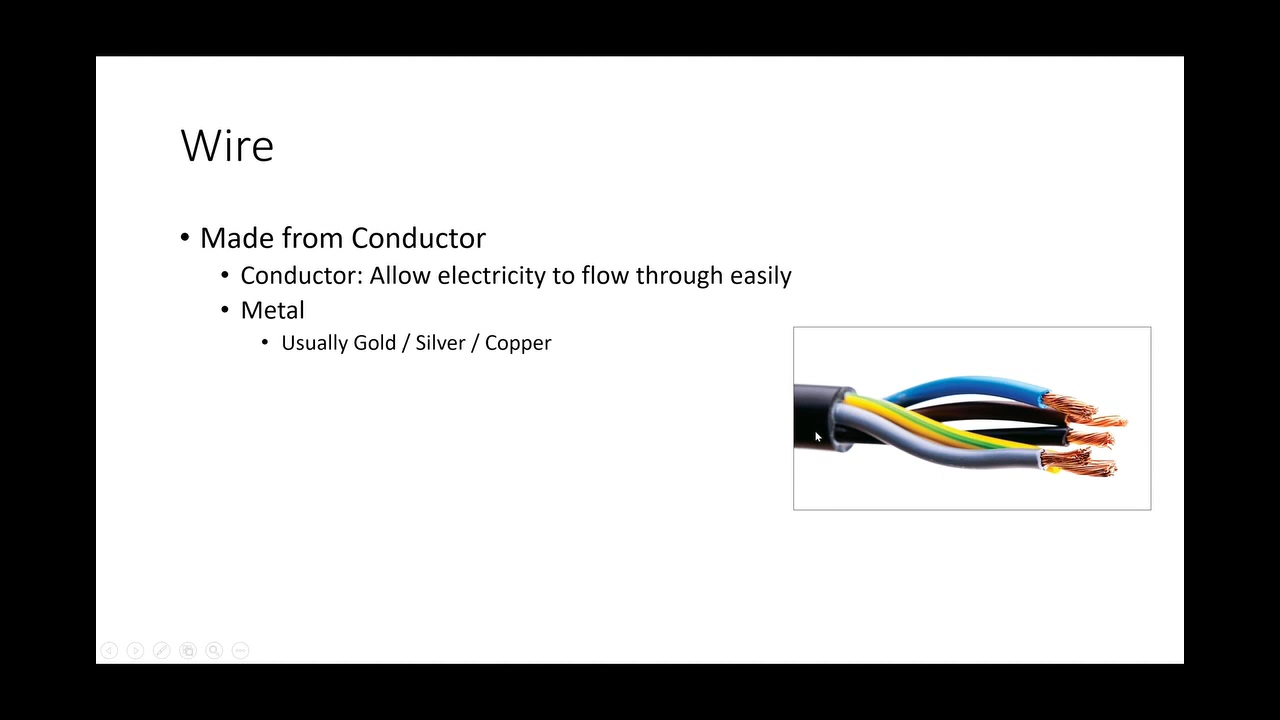 Wire
• Made from Conductor
• Conductor: Allow electricity to flow through easily
• Metal
• Usually Gold / Silver / Copper